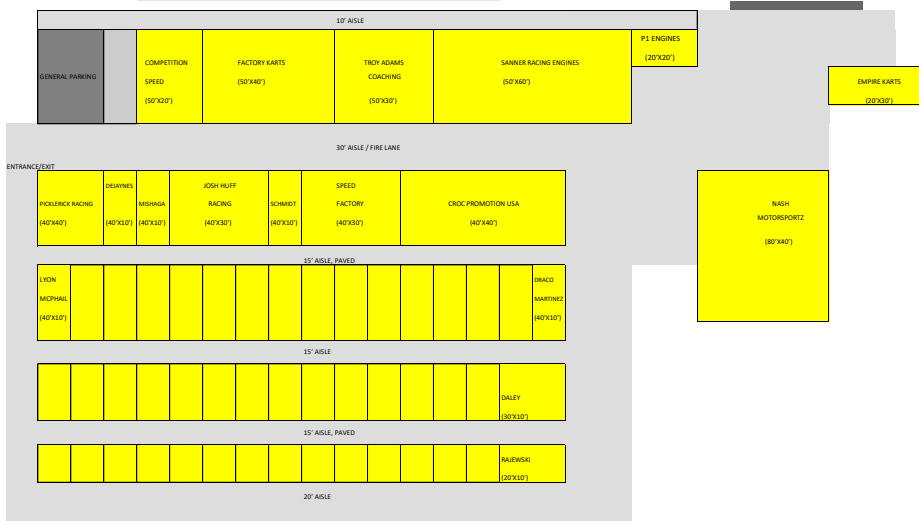 10' AISLE
GENERAL PARKING
COMPETITION
SPEED
(50'X20')
FACTORY KARTS
(50'X40')
TROY ADAMS
COACHING
(50'X30')
SANNER RACING ENGINES
(50'X60')
P1 ENGINES
(20'X20')
EMPIRE KARTS
(20'X30')
30' AISLE / FIRE LANE
ENTRANCE/EXIT
PICKLERICK RACING
(40'X40')
DEJAYNES
(40'X10')
MISHAGA
(40'X10')
JOSH HUFF
RACING
(40'X30')
SCHMIDT
(40'X10')
SPEED
FACTORY
(40'X30')
CROC PROMOTION USA
(40'X40')
NASH
MOTORSPORTZ
(80'X40')
15' AISLE, PAVED
LYON
MCPHAIL
(40'X10')
DRACO
MARTINEZ
(40'X10')
15' AISLE
DALEY
(30'X10')
15' AISLE, PAVED
RAJEWSKI
(20'X10')
20' AISLE